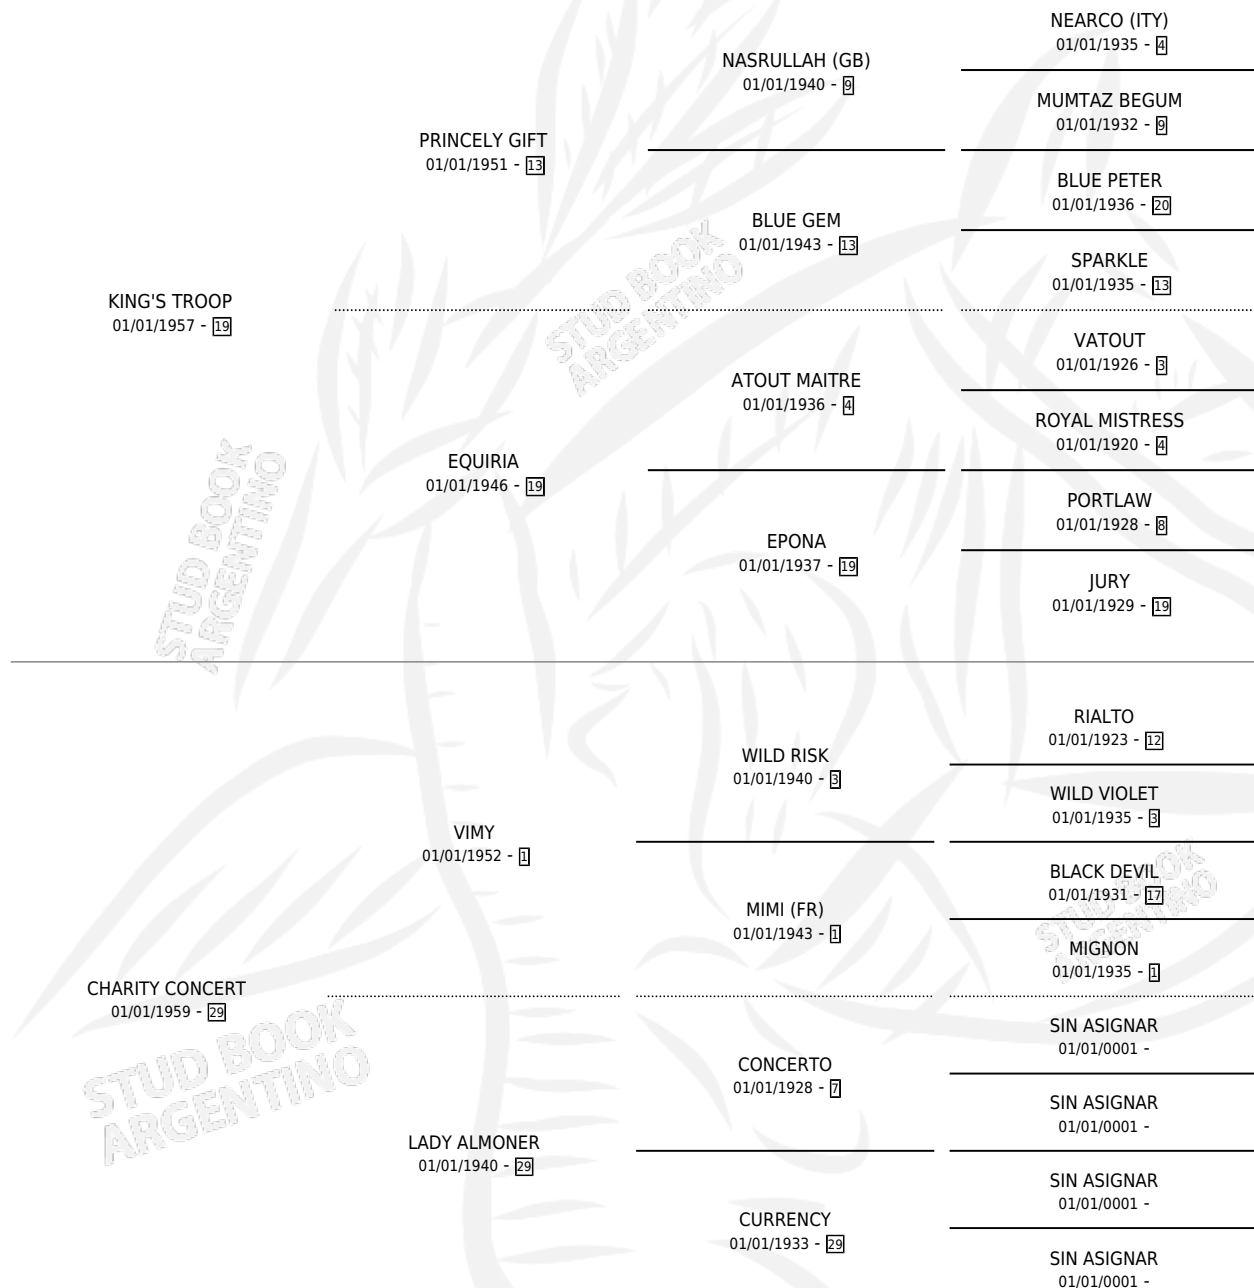 NEARCO (ITY)
01/01/1935 - 4
NASRULLAH (GB)
01/01/1940 - 9
MUMTAZ BEGUM
01/01/1932 - 9
PRINCELY GIFT
01/01/1951 - 13
BLUE PETER
01/01/1936 - 20
BLUE GEM
01/01/1943 - 13
SPARKLE
01/01/1935 - 13
KING'S TROOP
01/01/1957 - 19
VATOUT
01/01/1926 - 3
ATOUT MAITRE
01/01/1936 - 4
ROYAL MISTRESS
01/01/1920 - 4
EQUIRIA
01/01/1946 - 19
PORTLAW
01/01/1928 - 8
EPONA
01/01/1937 - 19
JURY
01/01/1929 - 19
RIALTO
01/01/1923 - 12
WILD RISK
01/01/1940 - 3
WILD VIOLET
01/01/1935 - 3
VIMY
01/01/1952 - 1
BLACK DEVIL
01/01/1931 - 17
MIMI (FR)
01/01/1943 - 1
MIGNON
01/01/1935 - 1
CHARITY CONCERT
01/01/1959 - 29
SIN ASIGNAR
01/01/0001 -
CONCERTO
01/01/1928 - 7
SIN ASIGNAR
01/01/0001 -
LADY ALMONER
01/01/1940 - 29
SIN ASIGNAR
01/01/0001 -
CURRENCY
01/01/1933 - 29
SIN ASIGNAR
01/01/0001 -
STUD BOOK
ARGENTINO
STUD BOOK
ARGENTINO
STUD BOOK
ARGENTINO
STUD BOOK
ARGENTINO